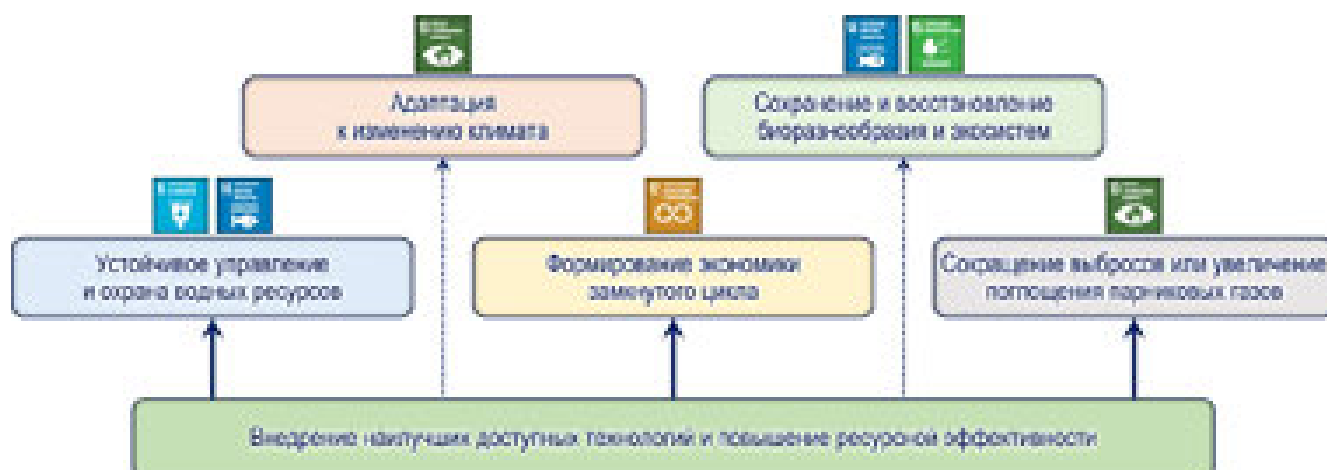 Адаптация
к изменению климата
Сохранение и восстановление
биоразнообразия и экосистем
Устойчивое управление
и охрана водных ресурсов
Формирование экономики
замкнутого цикла
Сокращение выбросов или увеличение
поглощения парниковых газов
Внедрение наилучших доступных технологий и повышение ресурсной эффективности